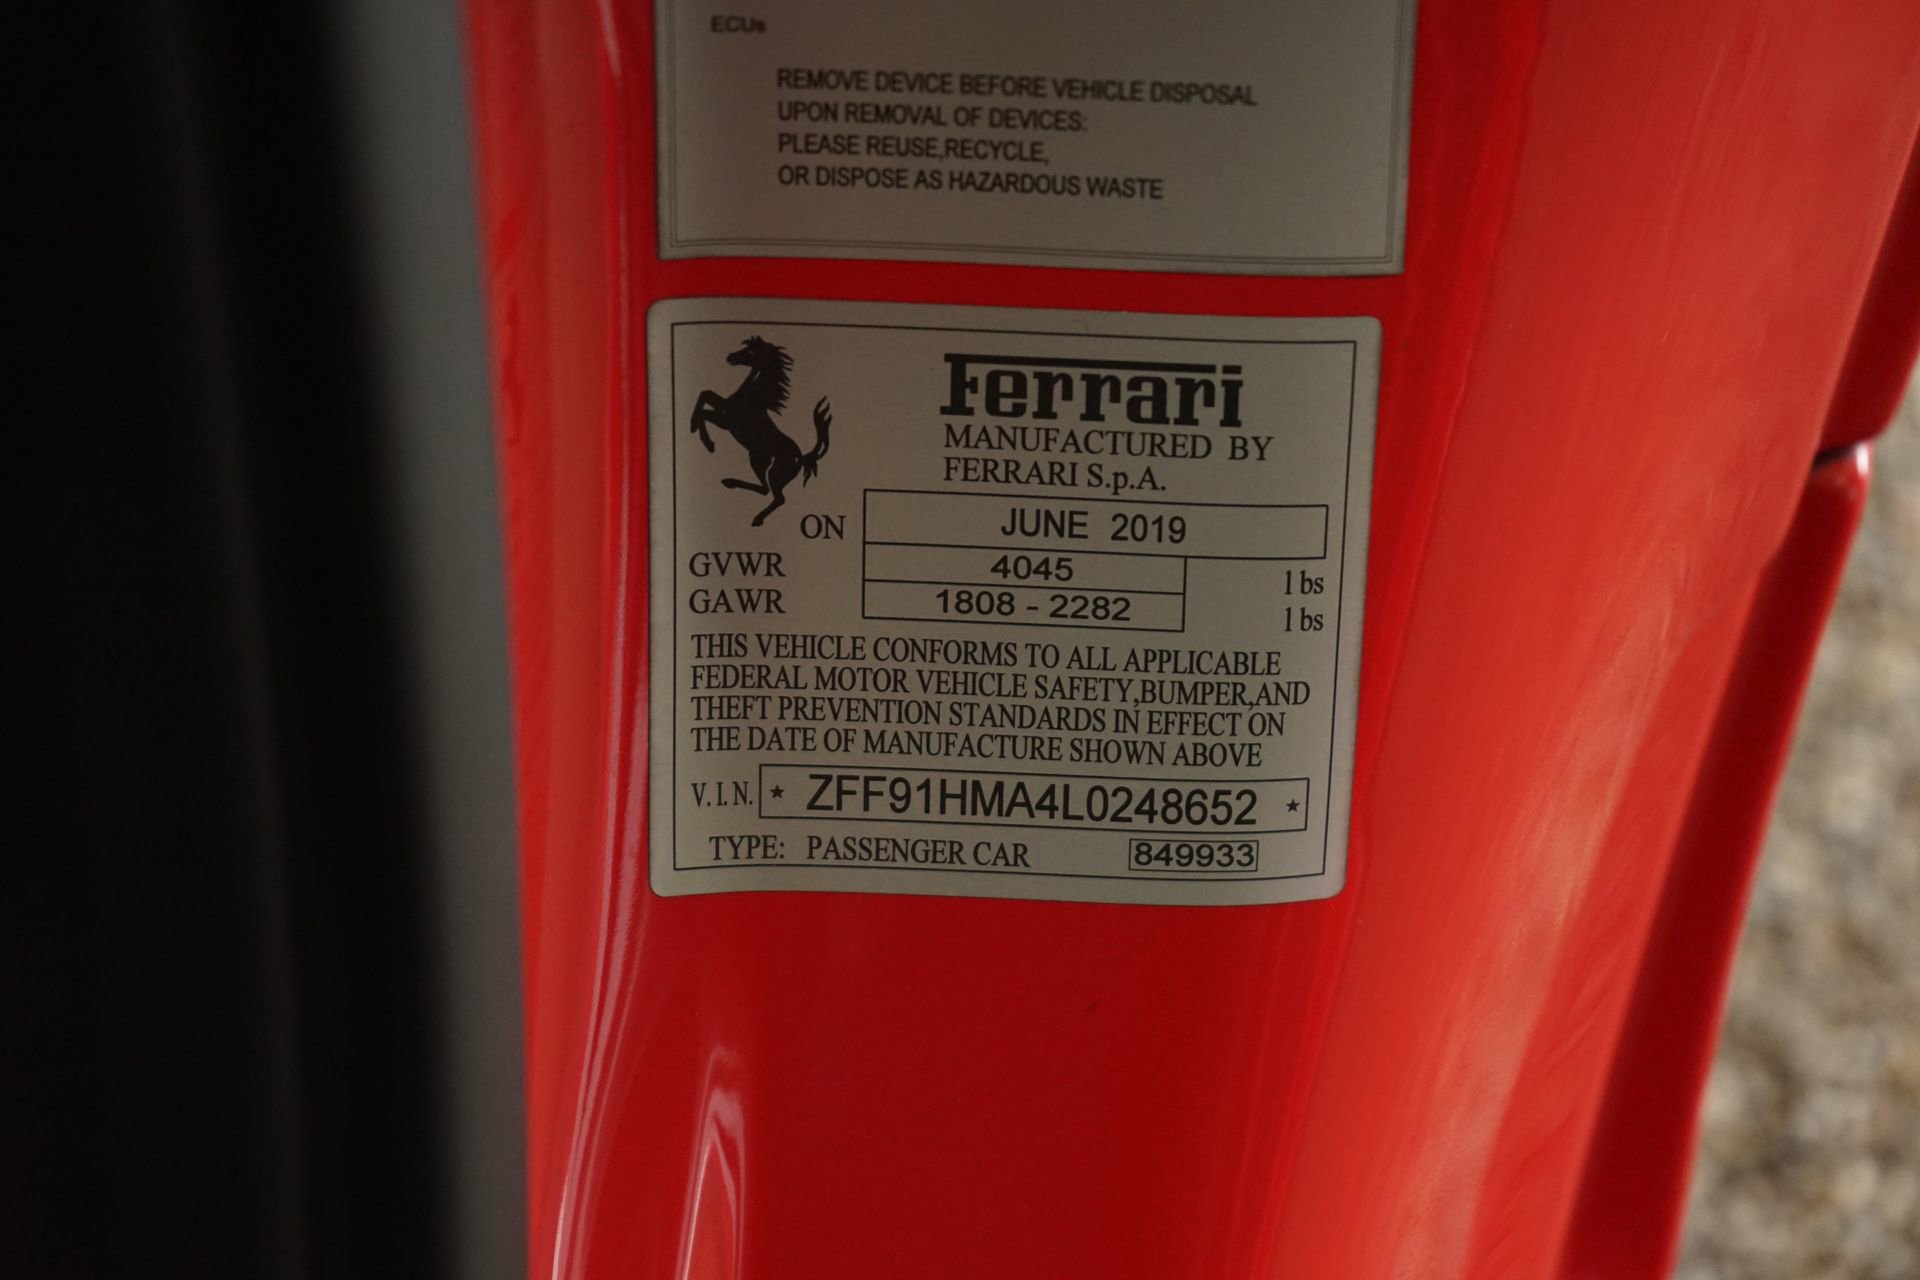 ECUs
REMOVE DEVICE BEFORE VEHICLE DISPOSAL
UPON REMOVAL OF DEVICES:
PLEASE REUSE,RECYCLE,
OR DISPOSE AS HAZARDOUS WASTE
Ferrari
MANUFACTURED BY
FERRARI S.p.A.
ON JUNE 2019
GVWR 4045 lbs
GAWR 1808 - 2282 lbs
THIS VEHICLE CONFORMS TO ALL APPLICABLE
FEDERAL MOTOR VEHICLE SAFETY,BUMPER,AND
THEFT PREVENTION STANDARDS IN EFFECT ON
THE DATE OF MANUFACTURE SHOWN ABOVE
V.I.N. * ZFF91HMA4L0248652 *
TYPE: PASSENGER CAR 849933